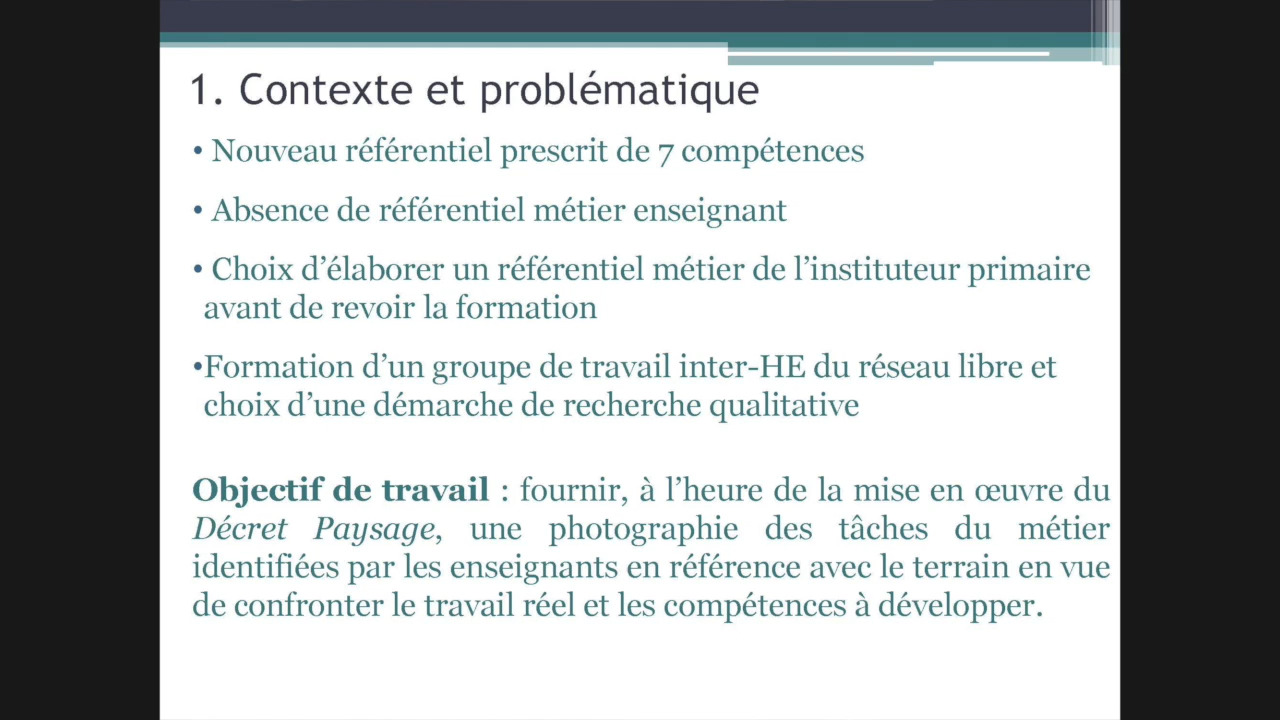 1. Contexte et problématique
• Nouveau référentiel prescrit de 7 compétences
• Absence de référentiel métier enseignant
• Choix d’élaborer un référentiel métier de l’instituteur primaire
avant de revoir la formation
•Formation d’un groupe de travail inter-HE du réseau libre et
choix d’une démarche de recherche qualitative
Objectif de travail : fournir, à l’heure de la mise en œuvre du
Décret Paysage, une photographie des tâches du métier
identifiées par les enseignants en référence avec le terrain en vue
de confronter le travail réel et les compétences à développer.